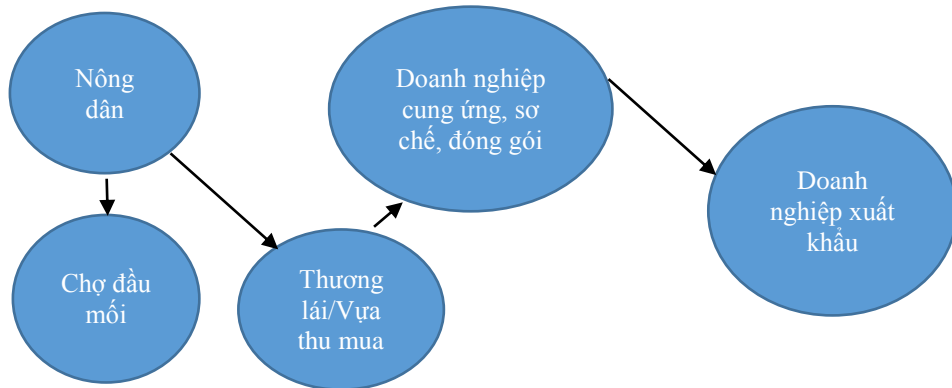 Nông
dân
Chợ đầu
mối
Thương
lái/Vựa
thu mua
Doanh nghiệp
cung ứng, sơ
chế, đóng gói
Doanh
nghiệp xuất
khẩu